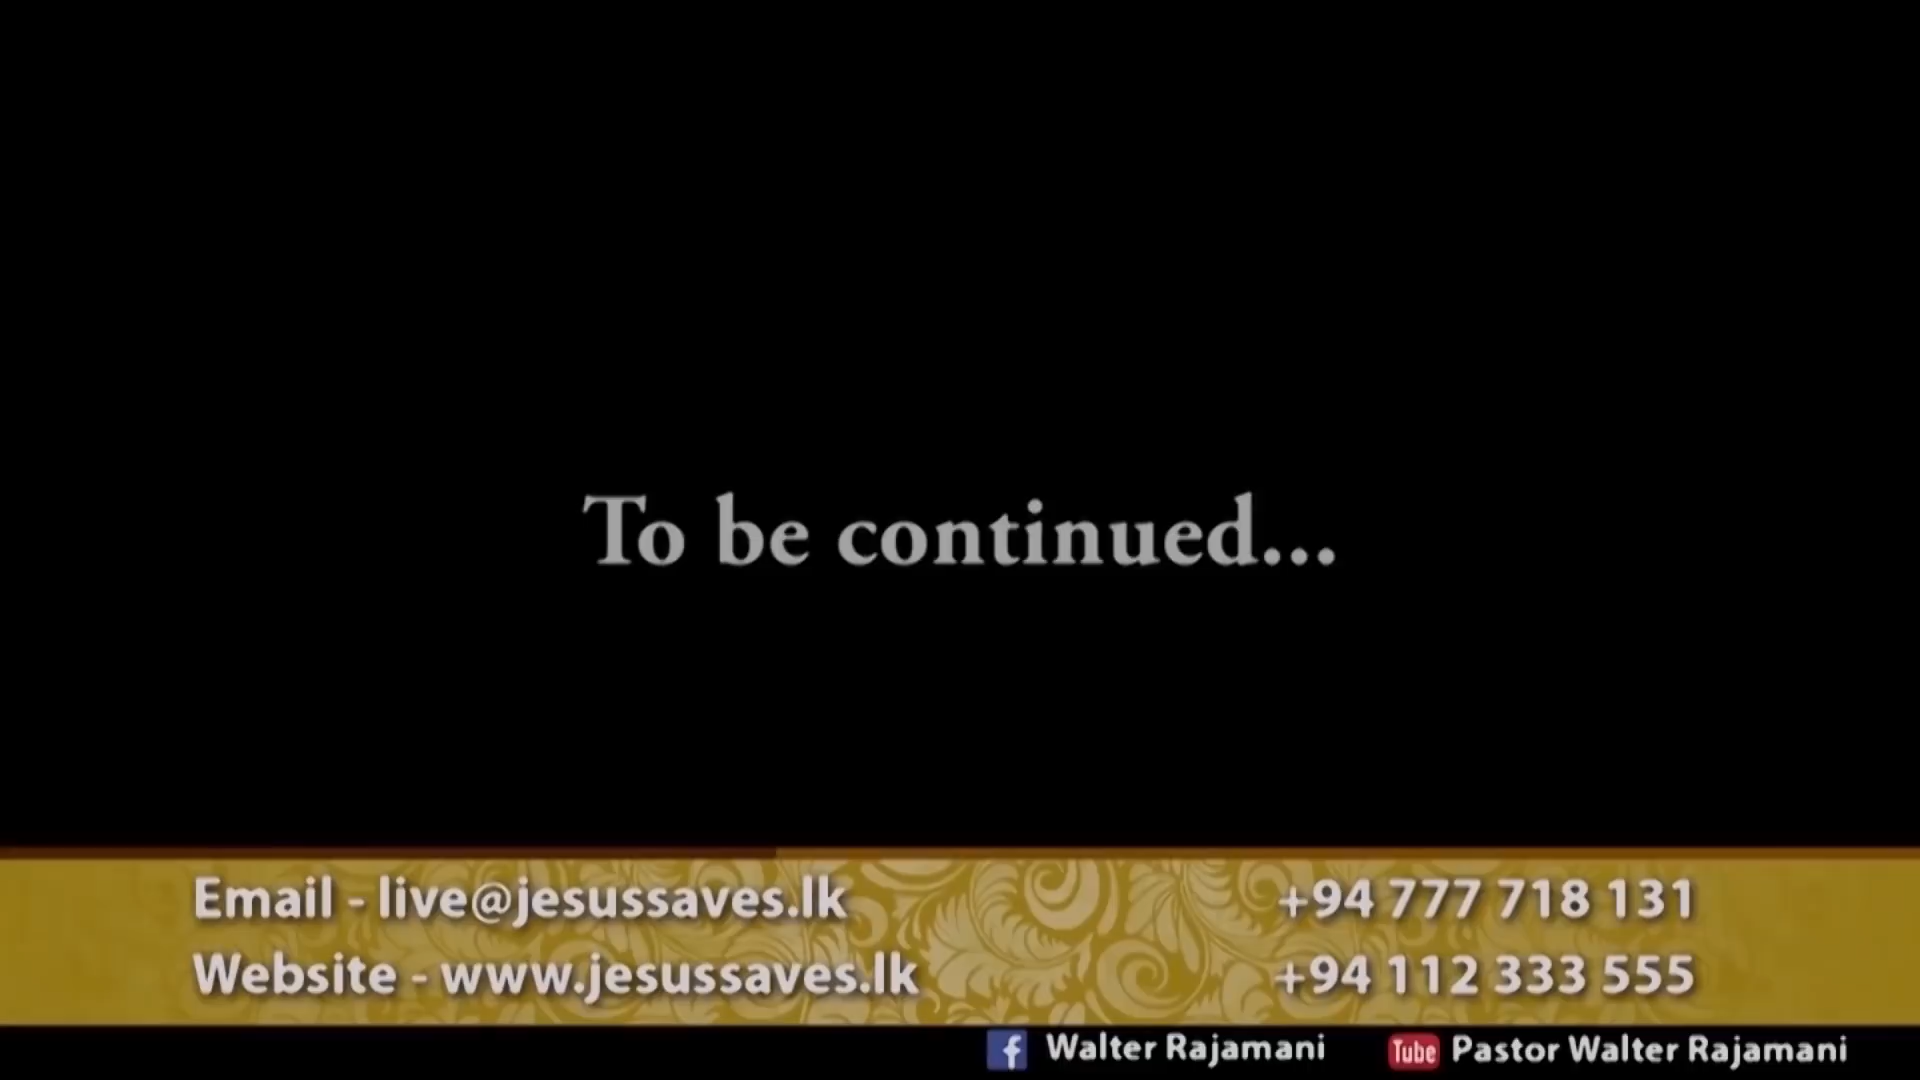 To be continued...
Email - live@jesussaves.lk
+94 777 718 131
Website - www.jesussaves.lk
+94 112 333 555
f Walter Rajamani
Tube Pastor Walter Rajamani